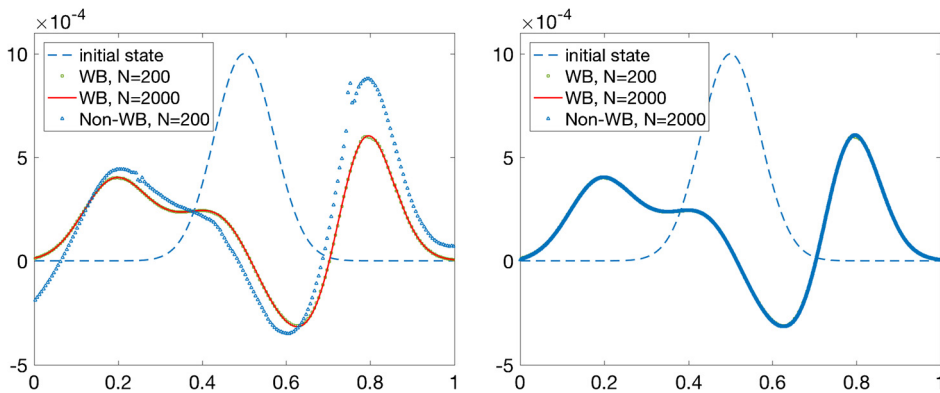 ×10⁻⁴
10
5
0
-5
0
0.2
0.4
0.6
0.8
1
initial state
WB, N=200
WB, N=2000
Non-WB, N=200
×10⁻⁴
10
5
0
-5
0
0.2
0.4
0.6
0.8
1
initial state
WB, N=200
WB, N=2000
Non-WB, N=2000